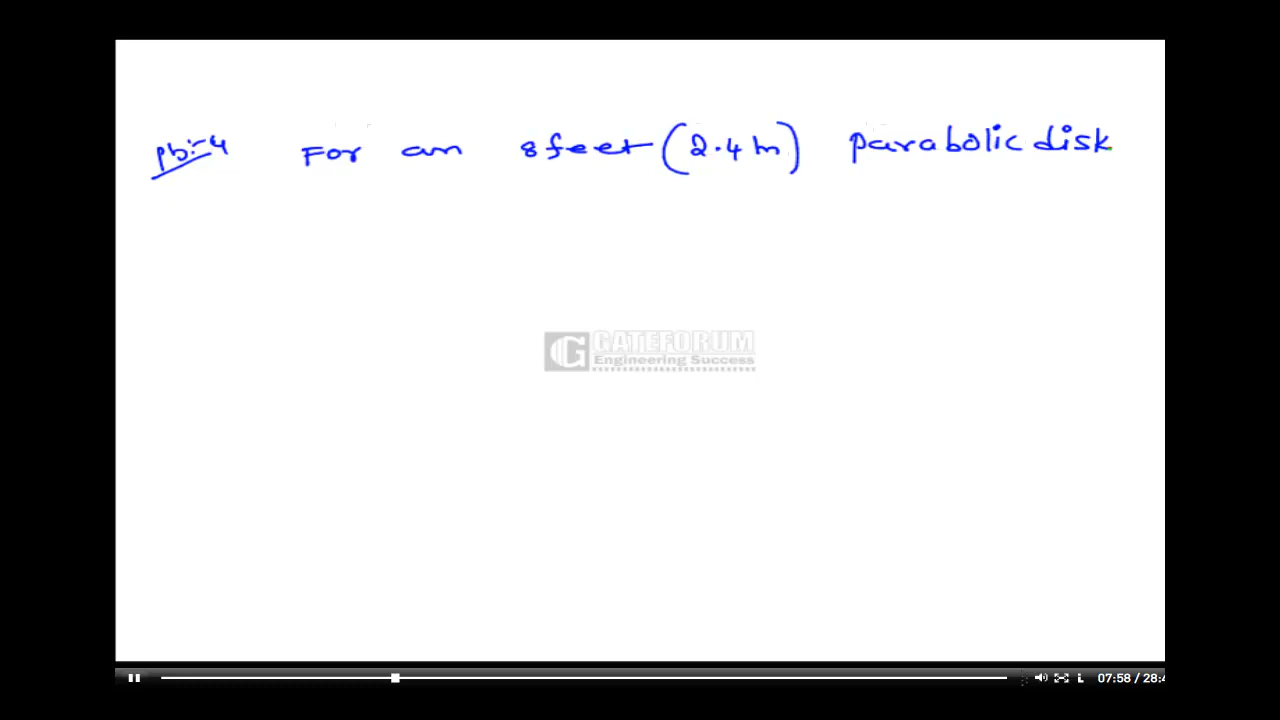 pb:-4 For an 8feet (2.4m) parabolic disk
GATEFORUM
Engineering Success
07:58 / 28:4